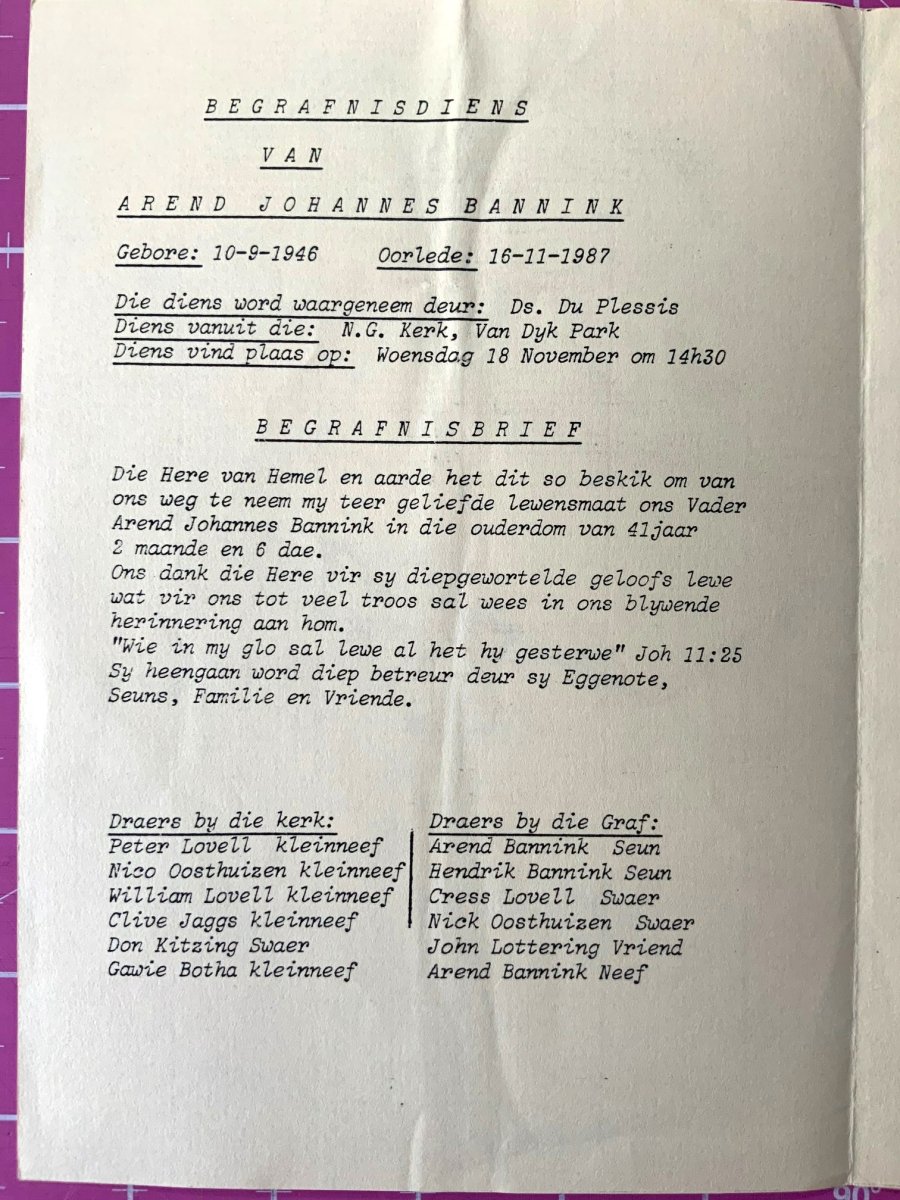 BEGRAFNISDIENS
VAN
AREND JOHANNES BANNINK
Gebore: 10-9-1946 Oorlede: 16-11-1987
Die diens word waargeneem deur: Ds. Du Plessis
Diens vanuit die: N.G. Kerk, Van Dyk Park
Diens vind plaas op: Woensdag 18 November om 14h30
BEGRAFNISBRIEF
Die Here van Hemel en aarde het dit so beskik om van
ons weg te neem my teer geliefde lewensmaat ons Vader
Arend Johannes Bannink in die ouderdom van 41jaar
2 maande en 6 dae.
Ons dank die Here vir sy diepgewortelde geloofs lewe
wat vir ons tot veel troos sal wees in ons blywende
herinnering aan hom.
"Wie in my glo sal lewe al het hy gesterwe" Joh 11:25
Sy heengaan word diep betreur deur sy Eggenote,
Seuns, Familie en Vriende.
Draers by die kerk:
Peter Lovell kleinneef
Nico Oosthuizen kleinneef
William Lovell kleinneef
Clive Jaggs kleinneef
Don Kitzing Swaer
Gawie Botha kleinneef
Draers by die Graf:
Arend Bannink Seun
Hendrik Bannink Seun
Cress Lovell Swaer
Nick Oosthuizen Swaer
John Lottering Vriend
Arend Bannink Neef